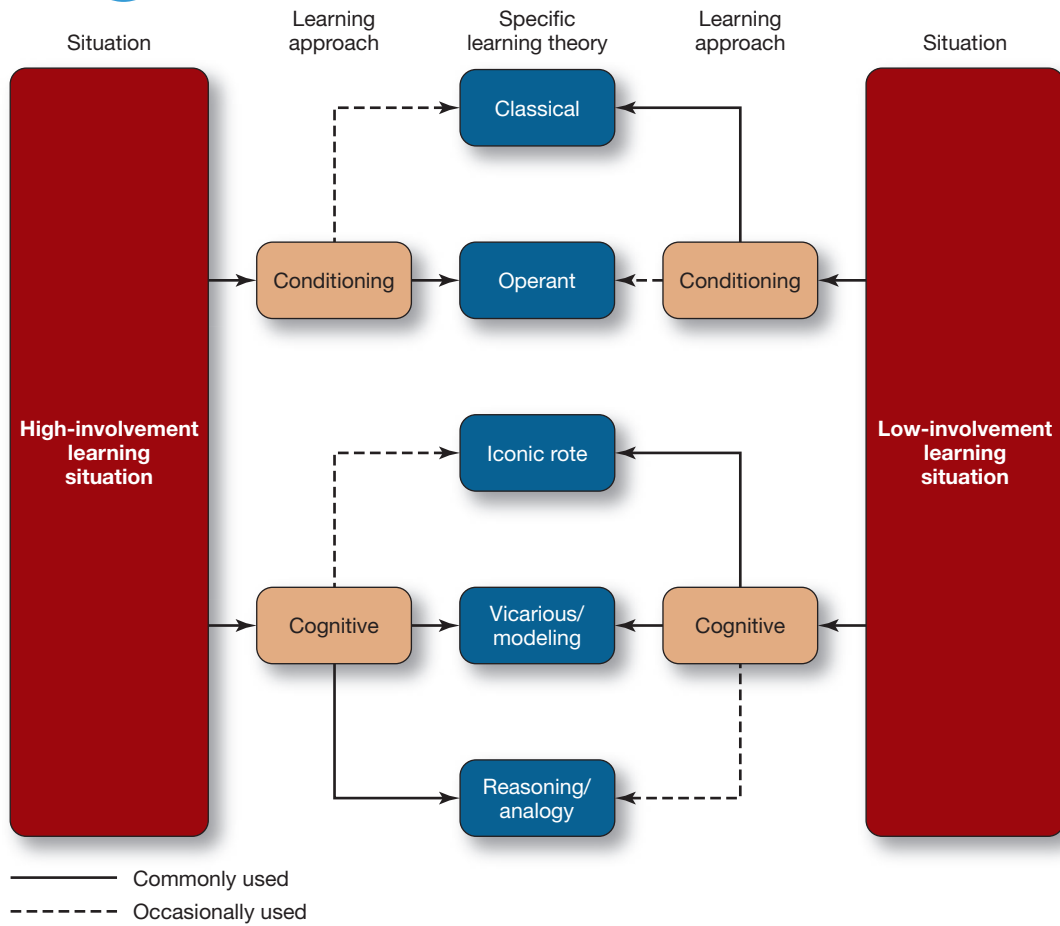 Situation
Learning
approach
Specific
learning theory
Learning
approach
Situation
Classical
Conditioning
Operant
Conditioning
High-involvement
learning
situation
Iconic rote
Low-involvement
learning
situation
Cognitive
Vicarious/
modeling
Cognitive
Reasoning/
analogy
Commonly used
Occasionally used